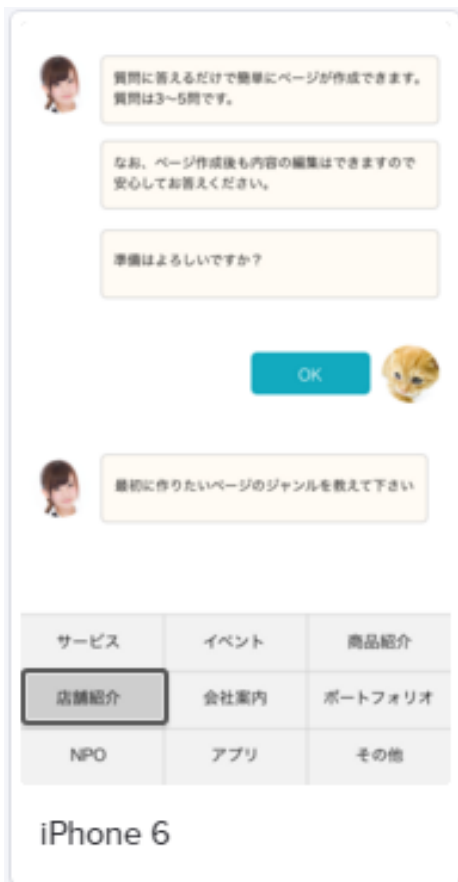 質問に答えるだけで簡単にページが作成できます。
質問は3〜5問です。
なお、ページ作成後も内容の編集はできますので
安心してお答えください。
準備はよろしいですか？
OK
最初に作りたいページのジャンルを教えて下さい
サービス イベント 商品紹介
店舗紹介 会社案内 ポートフォリオ
NPO アプリ その他
iPhone 6